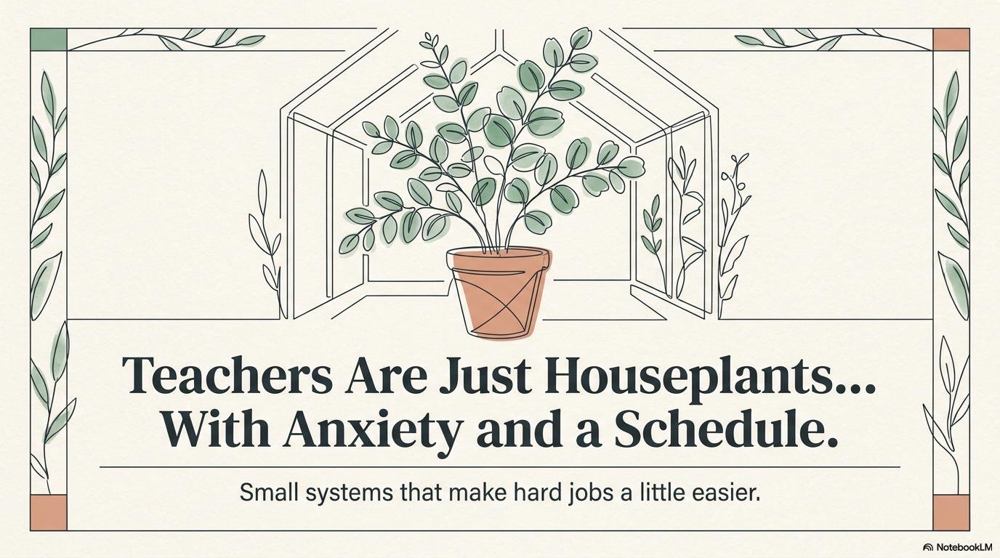 Teachers Are Just Houseplants...
With Anxiety and a Schedule.
Small systems that make hard jobs a little easier.
NotebookLM